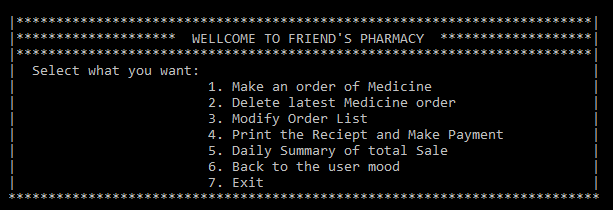 |************************************************************************|
|******************** WELLCOME TO FRIEND'S PHARMACY *******************|
|************************************************************************|
Select what you want:
1. Make an order of Medicine
2. Delete latest Medicine order
3. Modify Order List
4. Print the Reciept and Make Payment
5. Daily Summary of total Sale
6. Back to the user mood
7. Exit
**************************************************************************